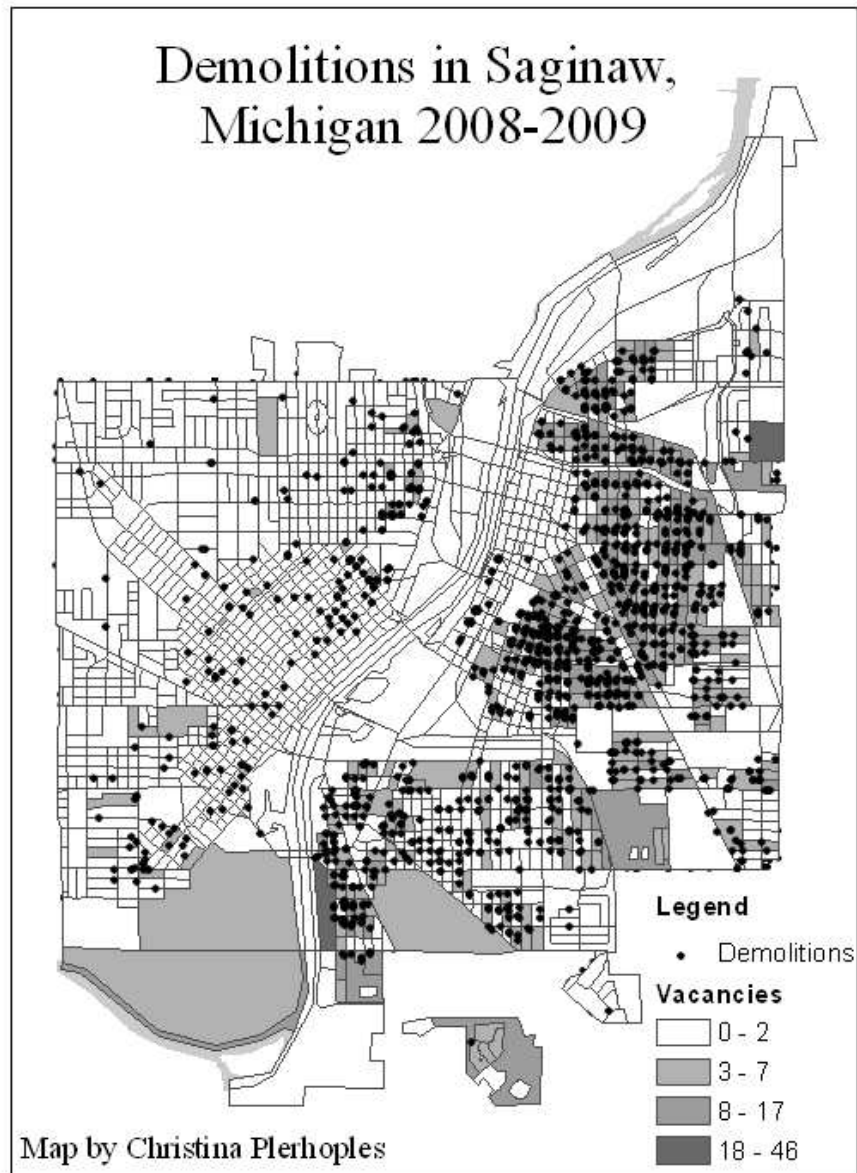 Demolitions in Saginaw,
Michigan 2008-2009
Legend
Demolitions
Vacancies
0 - 2
3 - 7
8 - 17
18 - 46
Map by Christina Plerhoples